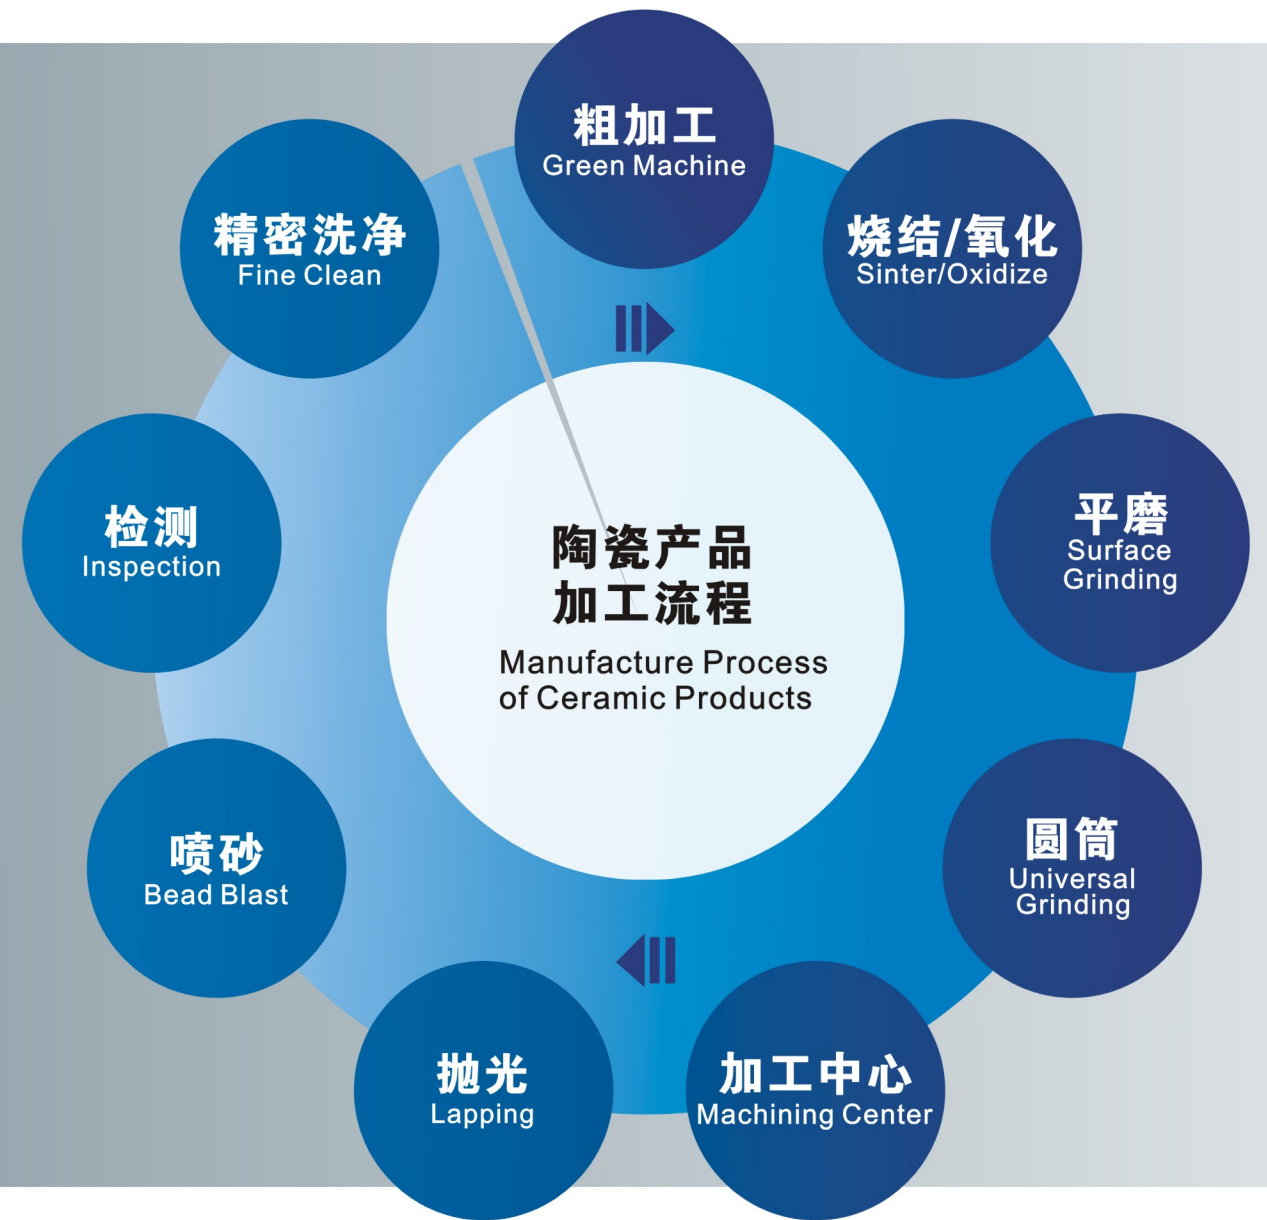 粗加工
Green Machine
烧结/氧化
Sinter/Oxidize
平磨
Surface
Grinding
圆筒
Universal
Grinding
加工中心
Machining Center
抛光
Lapping
喷砂
Bead Blast
检测
Inspection
精密洗净
Fine Clean
陶瓷产品
加工流程
Manufacture Process
of Ceramic Products